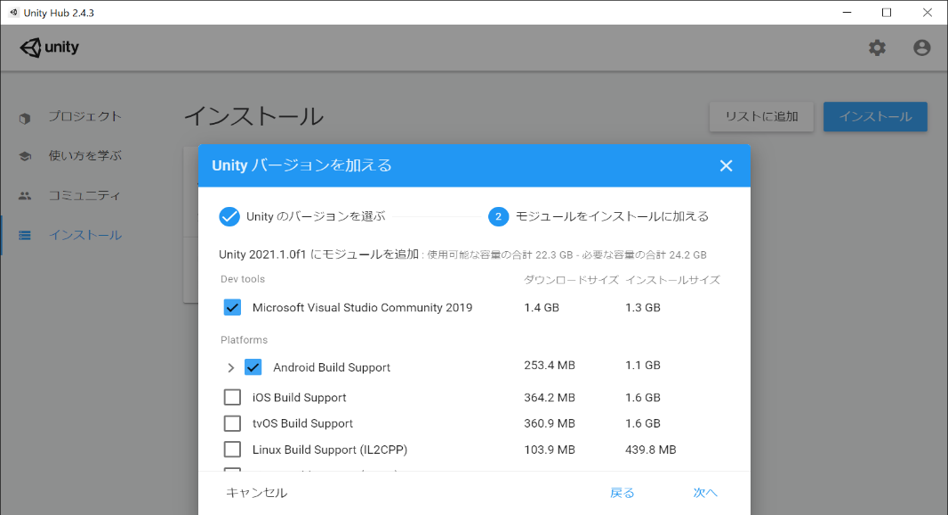 Unity Hub 2.4.3
unity
プロジェクト
使い方を学ぶ
コミュニティ
インストール
インストール
リストに追加
インストール
Unity バージョンを加える
Unity のバージョンを選ぶ
2 モジュールをインストールに加える
Unity 2021.1.0f1 にモジュールを追加 : 使用可能な容量の合計 22.3 GB - 必要な容量の合計 24.2 GB
Dev tools ダウンロードサイズ インストールサイズ
Microsoft Visual Studio Community 2019 1.4 GB 1.3 GB
Platforms
Android Build Support 253.4 MB 1.1 GB
iOS Build Support 364.2 MB 1.6 GB
tvOS Build Support 360.9 MB 1.6 GB
Linux Build Support (IL2CPP) 103.9 MB 439.8 MB
キャンセル 戻る 次へ